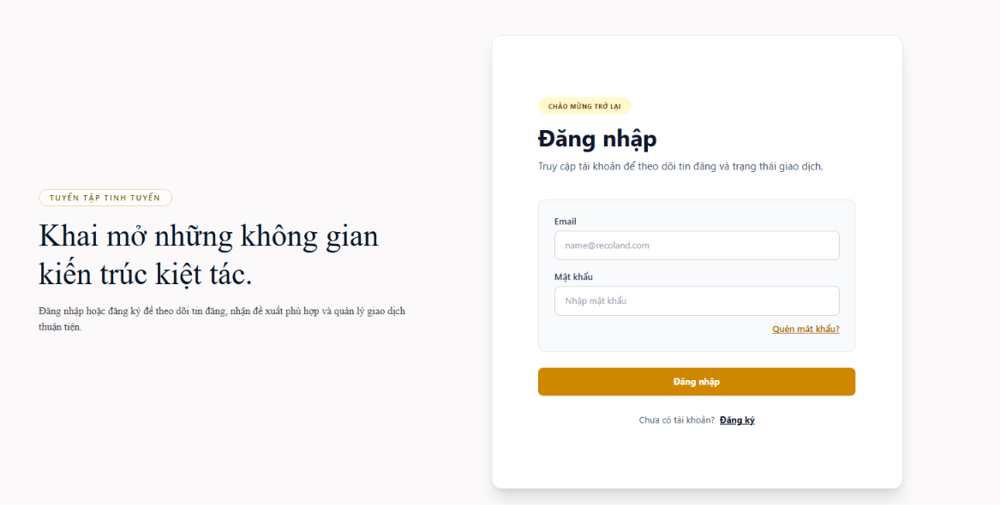 TUYỂN TẬP TINH TUYỂN
Khai mở những không gian
kiến trúc kiệt tác.
Đăng nhập hoặc đăng ký để theo dõi tin đăng, nhận đề xuất phù hợp và quản lý giao dịch
thuận tiện.
CHÀO MỪNG TRỞ LẠI
Đăng nhập
Truy cập tài khoản để theo dõi tin đăng và trạng thái giao dịch.
Email
name@recoland.com
Mật khẩu
Nhập mật khẩu
Quên mật khẩu?
Đăng nhập
Chưa có tài khoản? Đăng ký